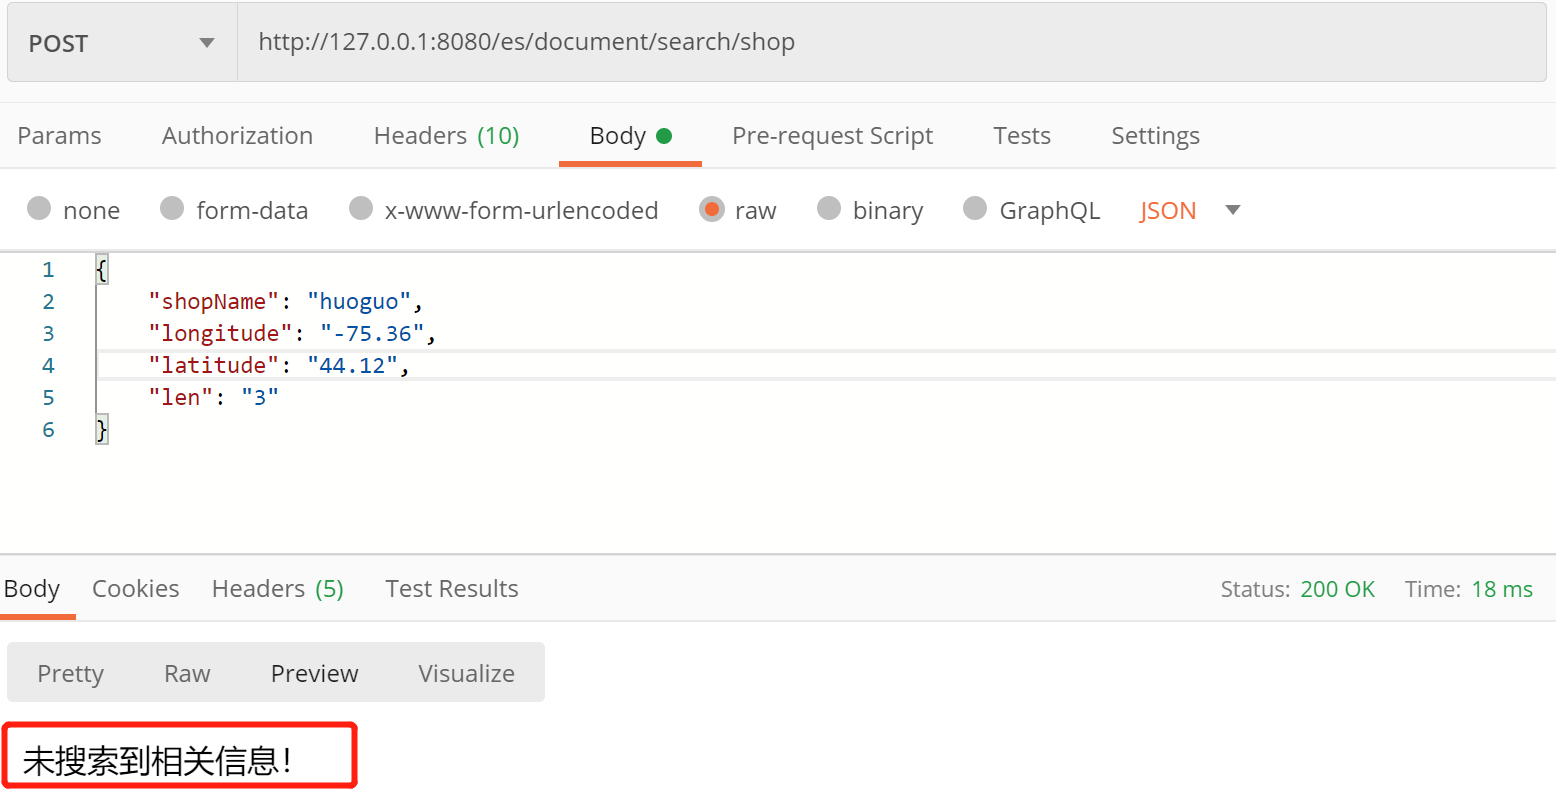 POST http://127.0.0.1:8080/es/document/search/shop
Params Authorization Headers (10) Body Pre-request Script Tests Settings
none form-data x-www-form-urlencoded raw binary GraphQL JSON
1 {
2 "shopName": "huoguo",
3 "longitude": "-75.36",
4 "latitude": "44.12",
5 "len": "3"
6 }
Body Cookies Headers (5) Test Results Status: 200 OK Time: 18 ms
Pretty Raw Preview Visualize
未搜索到相关信息！